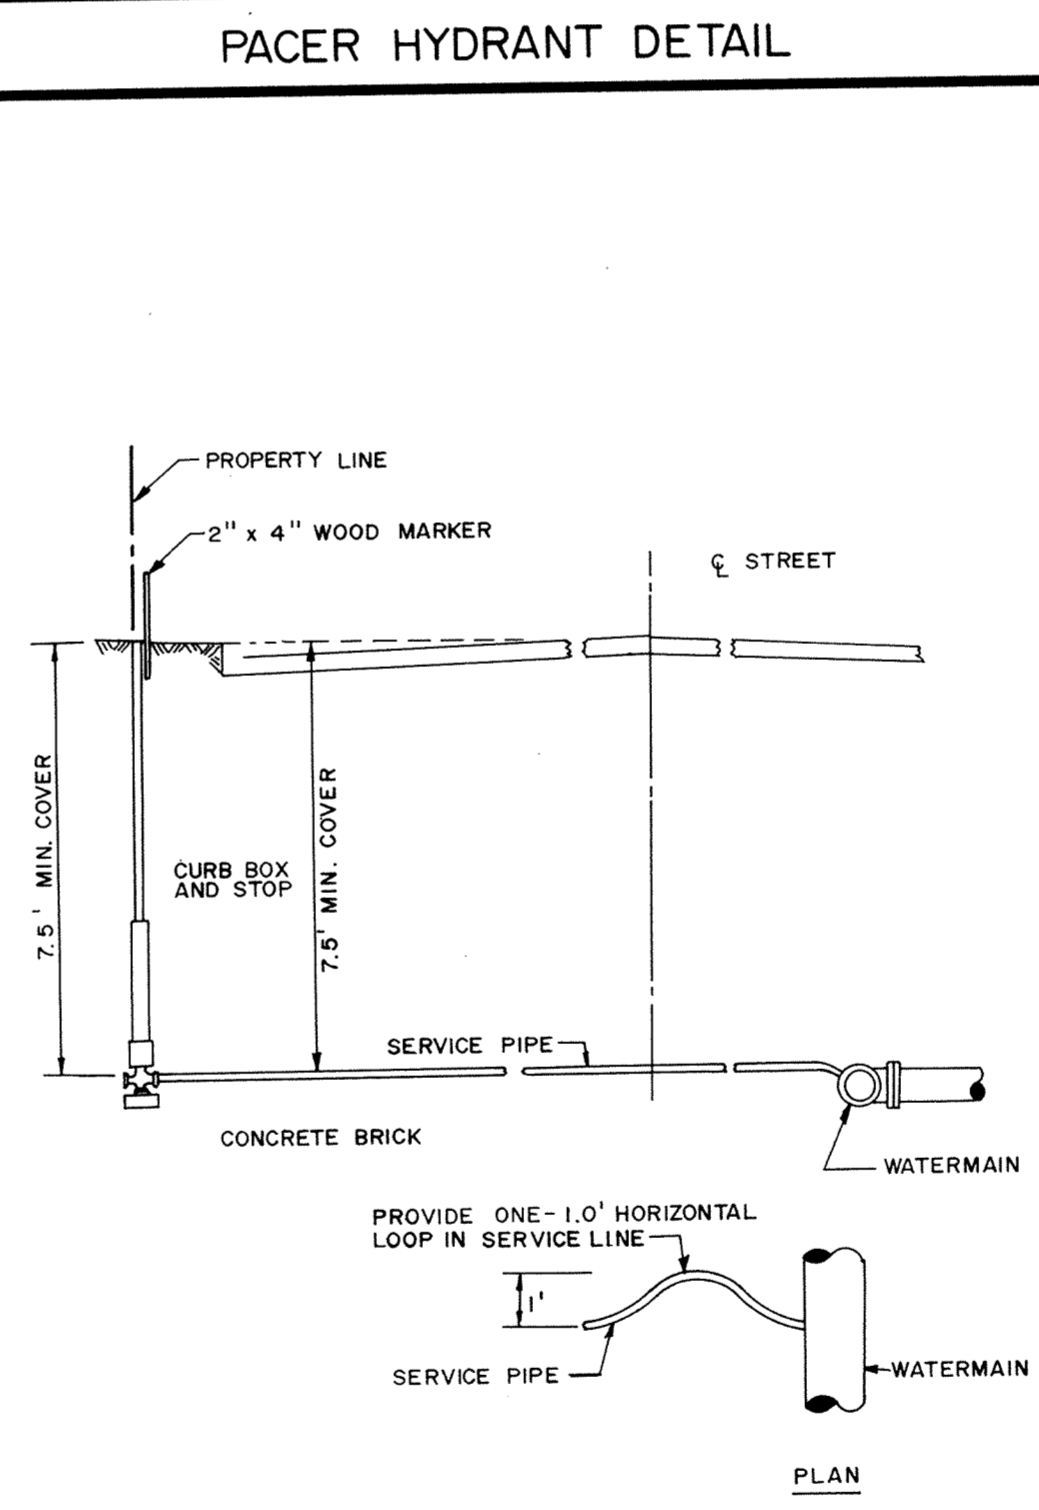 PACER HYDRANT DETAIL
PROPERTY LINE
2" x 4" WOOD MARKER
℄ STREET
7.5' MIN. COVER
CURB BOX
AND STOP
7.5' MIN. COVER
SERVICE PIPE
CONCRETE BRICK
WATERMAIN
PROVIDE ONE-1.0' HORIZONTAL
LOOP IN SERVICE LINE
1'
SERVICE PIPE
WATERMAIN
PLAN